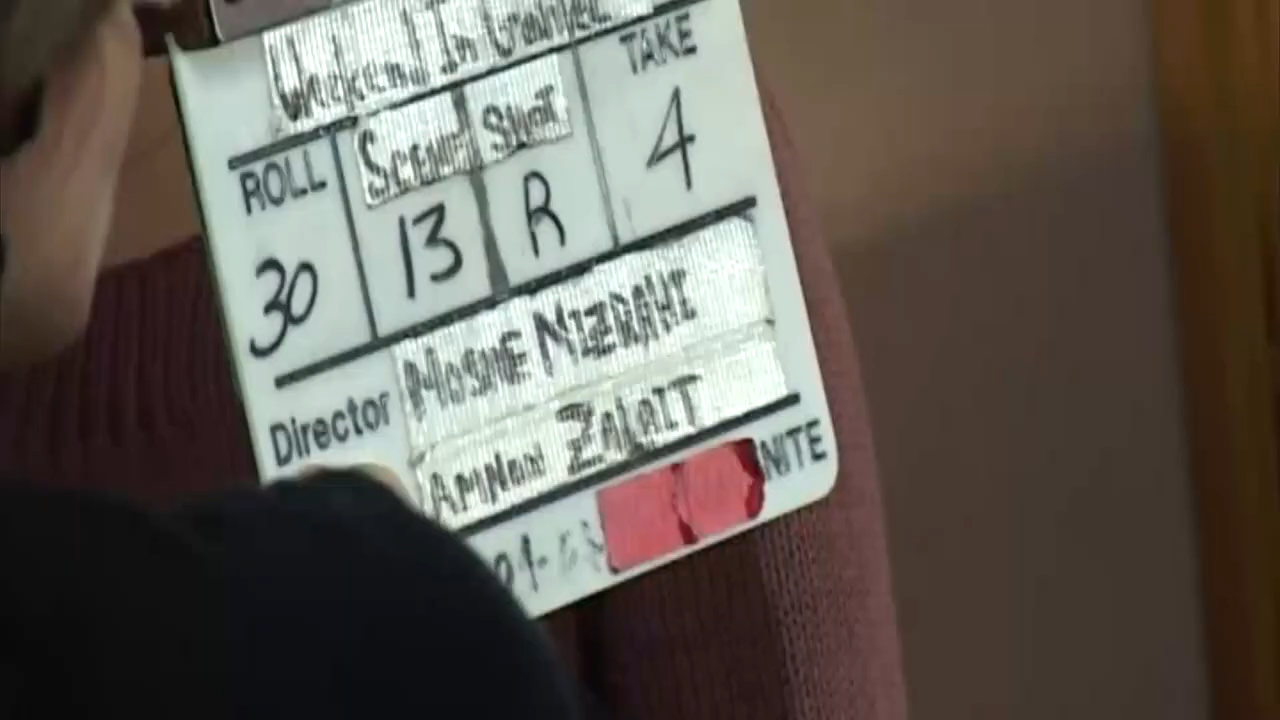 Weekend In Galilee
TAKE
ROLL SCENE SHOT
30 13 R 4
MOSHE MIZRAHI
Director
AMNON ZALAIT
NITE